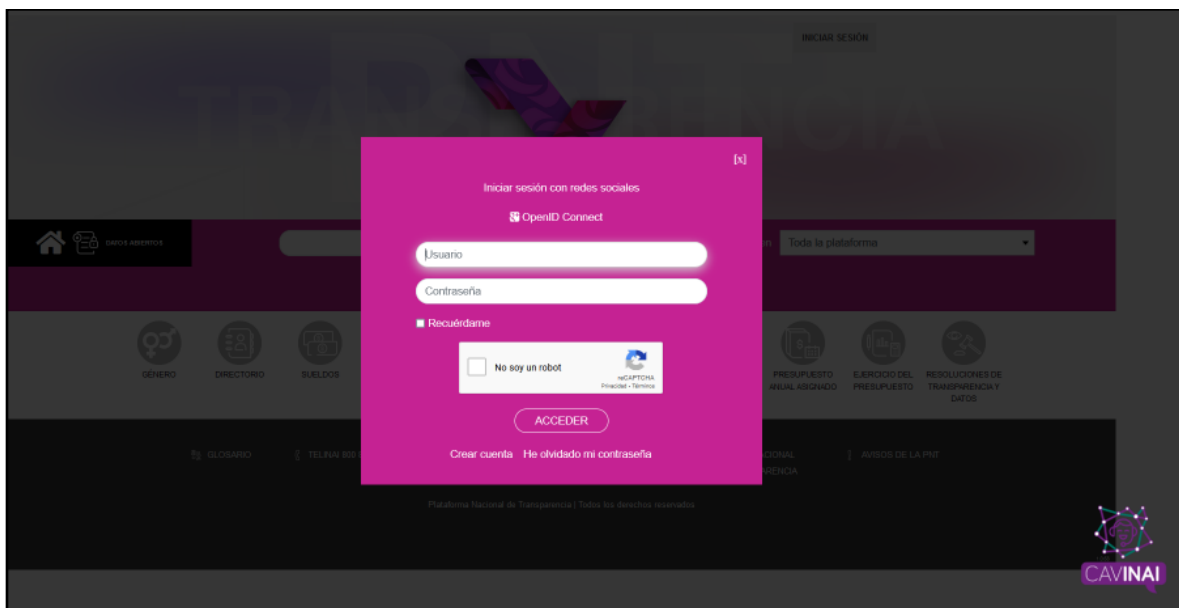 INICIAR SESIÓN
[x]
Iniciar sesión con redes sociales
OpenID Connect
DATOS ABIERTOS
Toda la plataforma
Usuario
Contraseña
Recuérdame
No soy un robot
reCAPTCHA
Privacidad - Términos
GÉNERO
DIRECTORIO
SUELDOS
PRESUPUESTO
ANUAL ASIGNADO
EJERCICIO DEL
PRESUPUESTO
RESOLUCIONES DE
TRANSPARENCIA Y
DATOS
ACCEDER
Crear cuenta He olvidado mi contraseña
GLOSARIO
TELINAI 800
AVISOS DE LA PNT
Plataforma Nacional de Transparencia | Todos los derechos reservados
CAVINAI